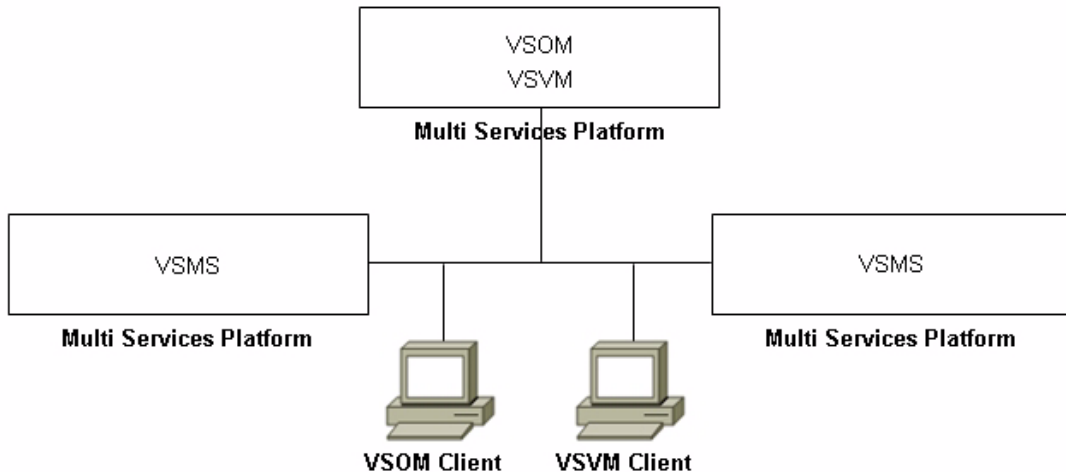 VSOM
VSVM
Multi Services Platform
VSMS
VSMS
Multi Services Platform
Multi Services Platform
VSOM Client
VSVM Client